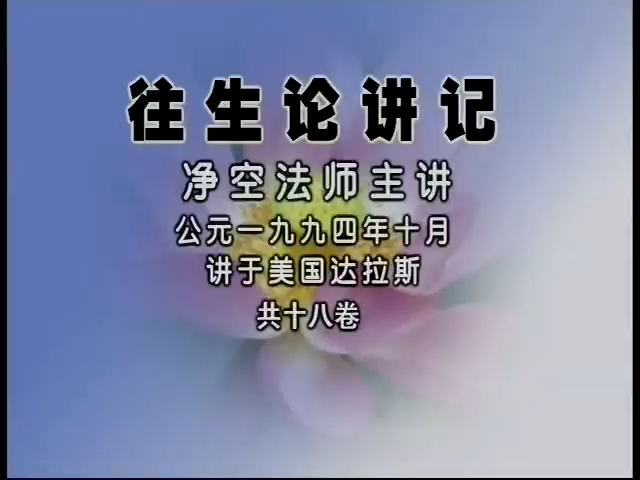 往生论讲记
净空法师主讲
公元一九九四年十月
讲于美国达拉斯
共十八卷